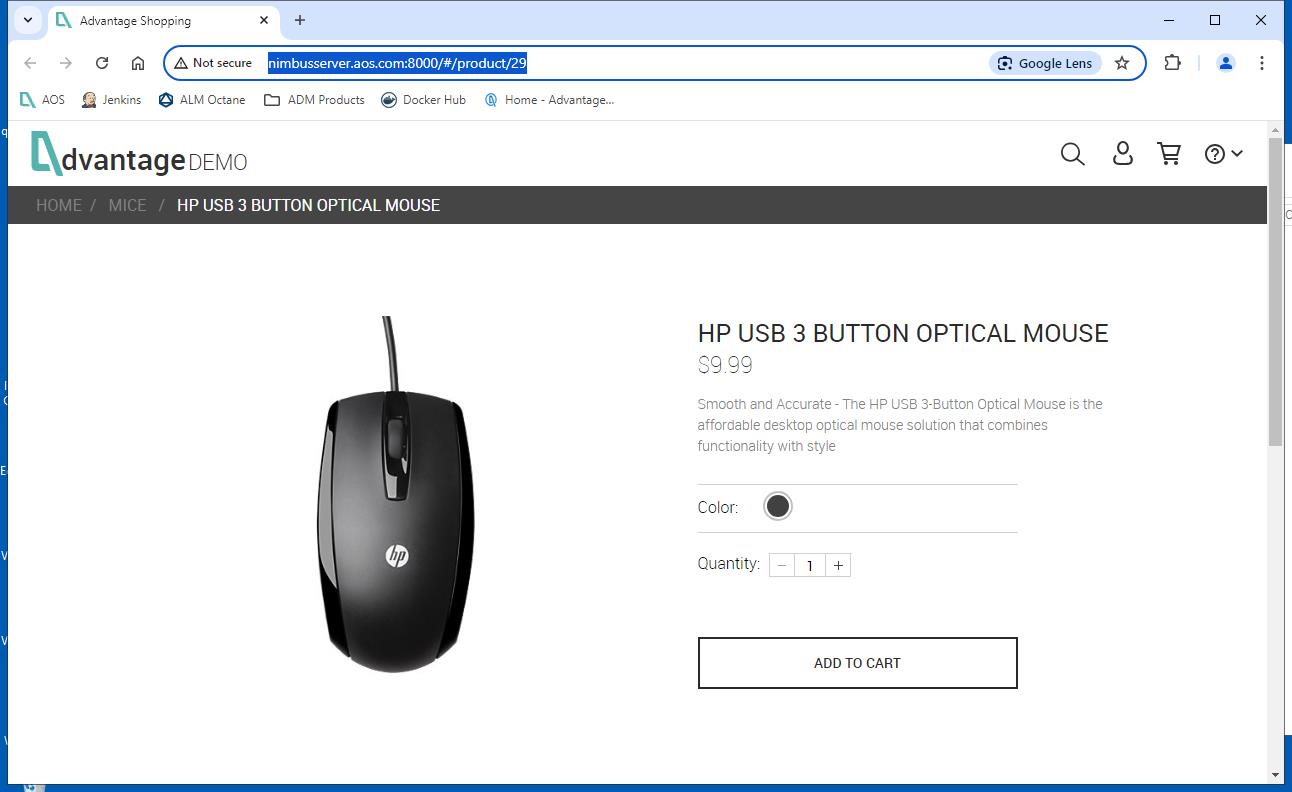 Advantage Shopping
Not secure nimbusserver.aos.com:8000/#/product/29 Google Lens
AOS Jenkins ALM Octane ADM Products Docker Hub Home - Advantage...
dvantage DEMO
HOME / MICE / HP USB 3 BUTTON OPTICAL MOUSE
HP USB 3 BUTTON OPTICAL MOUSE
$9.99
Smooth and Accurate - The HP USB 3-Button Optical Mouse is the
affordable desktop optical mouse solution that combines
functionality with style
Color:
hp
Quantity: − 1 +
ADD TO CART